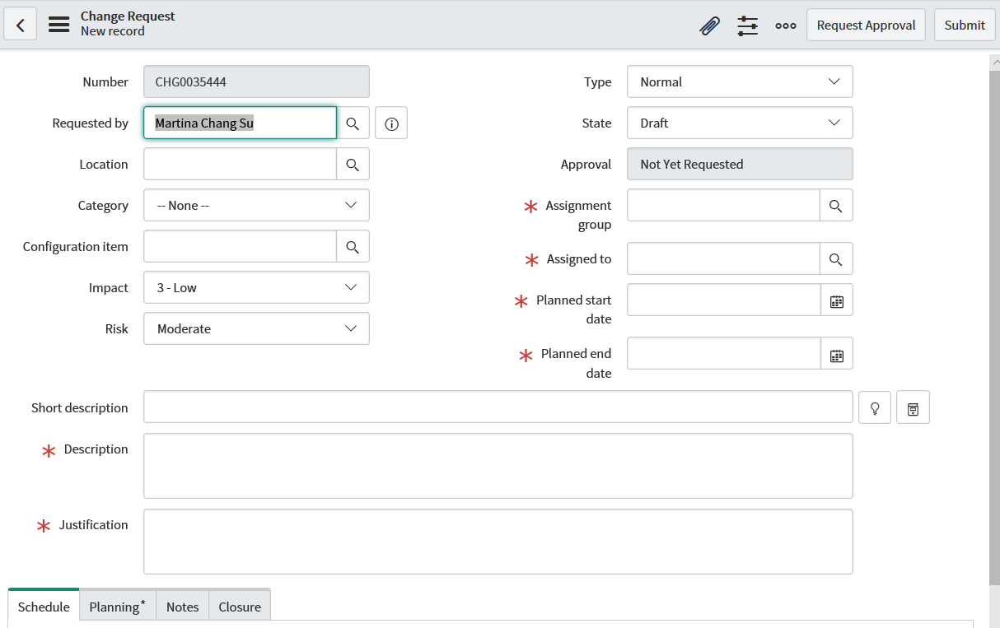 Change Request
New record
Request Approval
Submit
Number
CHG0035444
Requested by
Martina Chang Su
Location
Category
-- None --
Configuration item
Impact
3 - Low
Risk
Moderate
Type
Normal
State
Draft
Approval
Not Yet Requested
* Assignment
group
* Assigned to
* Planned start
date
* Planned end
date
Short description
* Description
* Justification
Schedule
Planning*
Notes
Closure